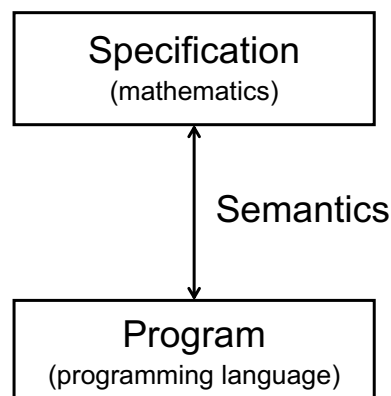 Specification
(mathematics)
Semantics
Program
(programming language)